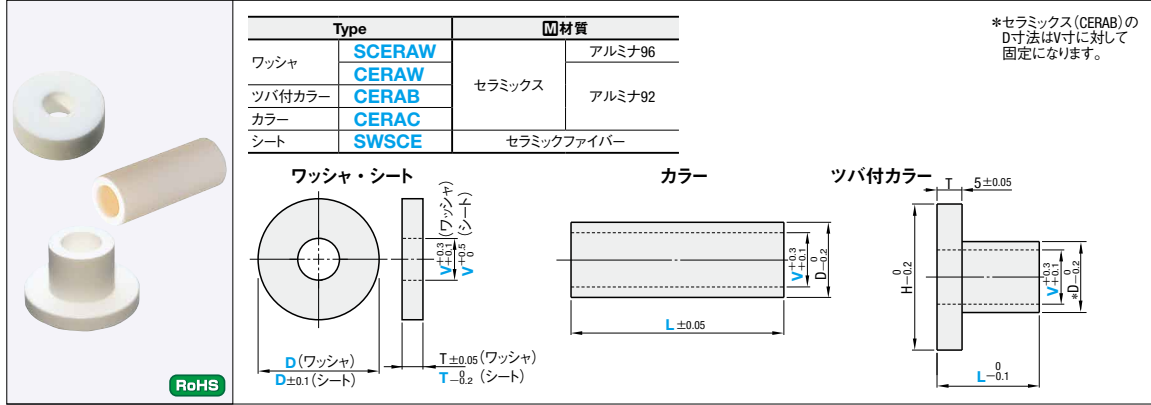 Type
M材質
ワッシャ
SCERAW
セラミックス
アルミナ96
CERAW
アルミナ92
ツバ付カラー
CERAB
カラー
CERAC
シート
SWSCE
セラミックファイバー
*セラミックス(CERAB)の
D寸法はV寸に対して
固定になります。
ワッシャ・シート
V+0.3 +0.1(ワッシャ)
V+0.5 0(シート)
D(ワッシャ)
D±0.1(シート)
T±0.05(ワッシャ)
T 0 -0.2(シート)
カラー
V+0.3 +0.1
D 0 -0.2
L±0.05
ツバ付カラー
T
5±0.05
H 0 -0.2
V+0.3 +0.1
*D 0 -0.2
L 0 -0.1
RoHS